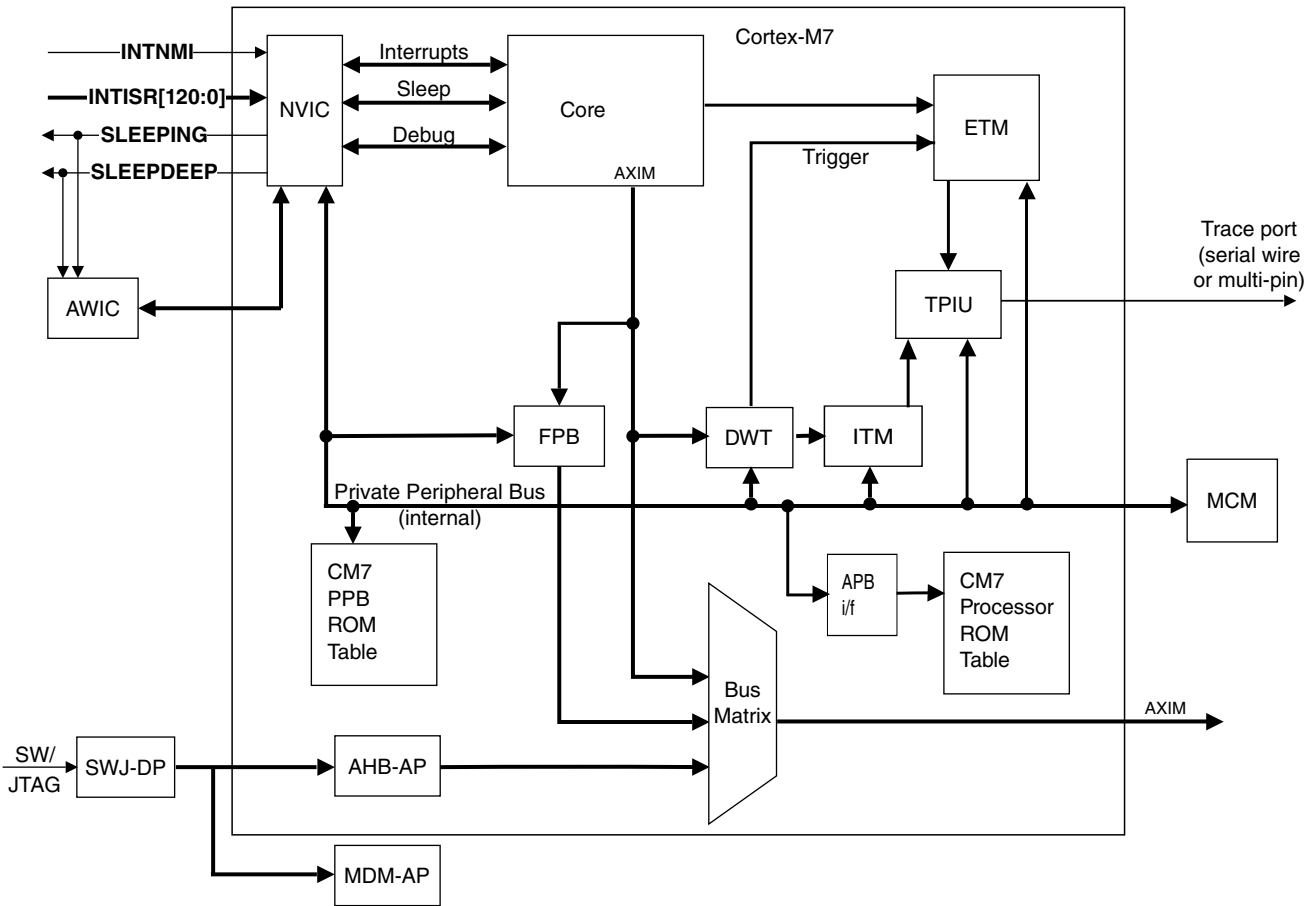 Cortex-M7
INTNMI
INTISR[120:0]
SLEEPING
SLEEPDEEP
NVIC
Interrupts
Sleep
Debug
Core
AXIM
ETM
Trigger
Trace port
(serial wire
or multi-pin)
TPIU
AWIC
FPB
DWT
ITM
Private Peripheral Bus
(internal)
MCM
CM7
PPB
ROM
Table
APB
i/f
CM7
Processor
ROM
Table
Bus
Matrix
AXIM
SW/
JTAG
SWJ-DP
AHB-AP
MDM-AP